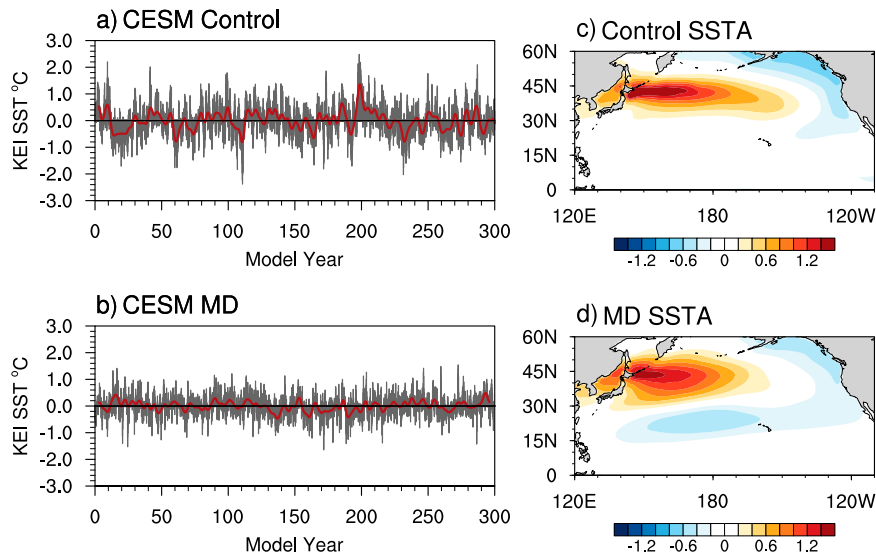 a) CESM Control
KEI SST °C
3.0
2.0
1.0
0.0
-1.0
-2.0
-3.0
0 50 100 150 200 250 300
Model Year
c) Control SSTA
60N
45N
30N
15N
0
120E 180 120W
-1.2 -0.6 0 0.6 1.2
b) CESM MD
KEI SST °C
3.0
2.0
1.0
0.0
-1.0
-2.0
-3.0
0 50 100 150 200 250 300
Model Year
d) MD SSTA
60N
45N
30N
15N
0
120E 180 120W
-1.2 -0.6 0 0.6 1.2